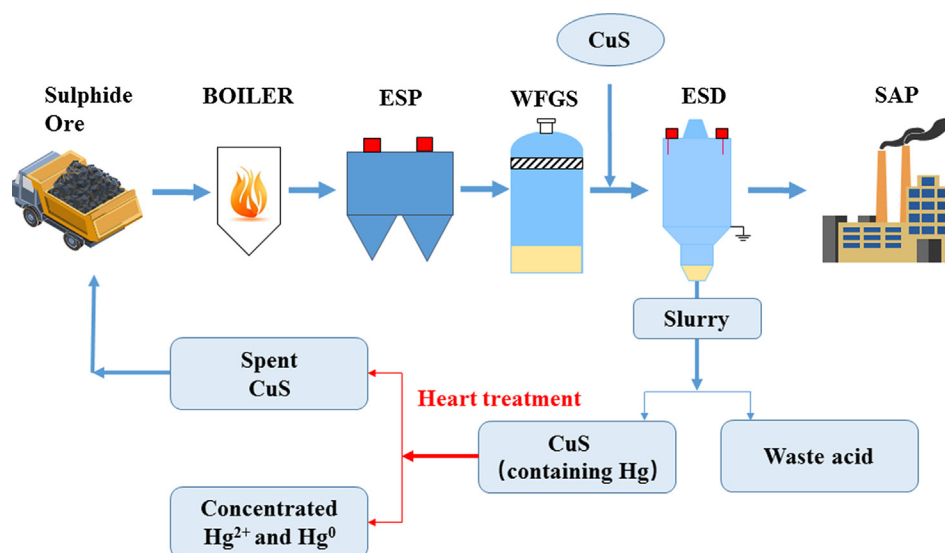 CuS
Sulphide
Ore
BOILER
ESP
WFGS
ESD
SAP
Slurry
Spent
CuS
Heart treatment
CuS
(containing Hg)
Waste acid
Concentrated
Hg²⁺ and Hg⁰